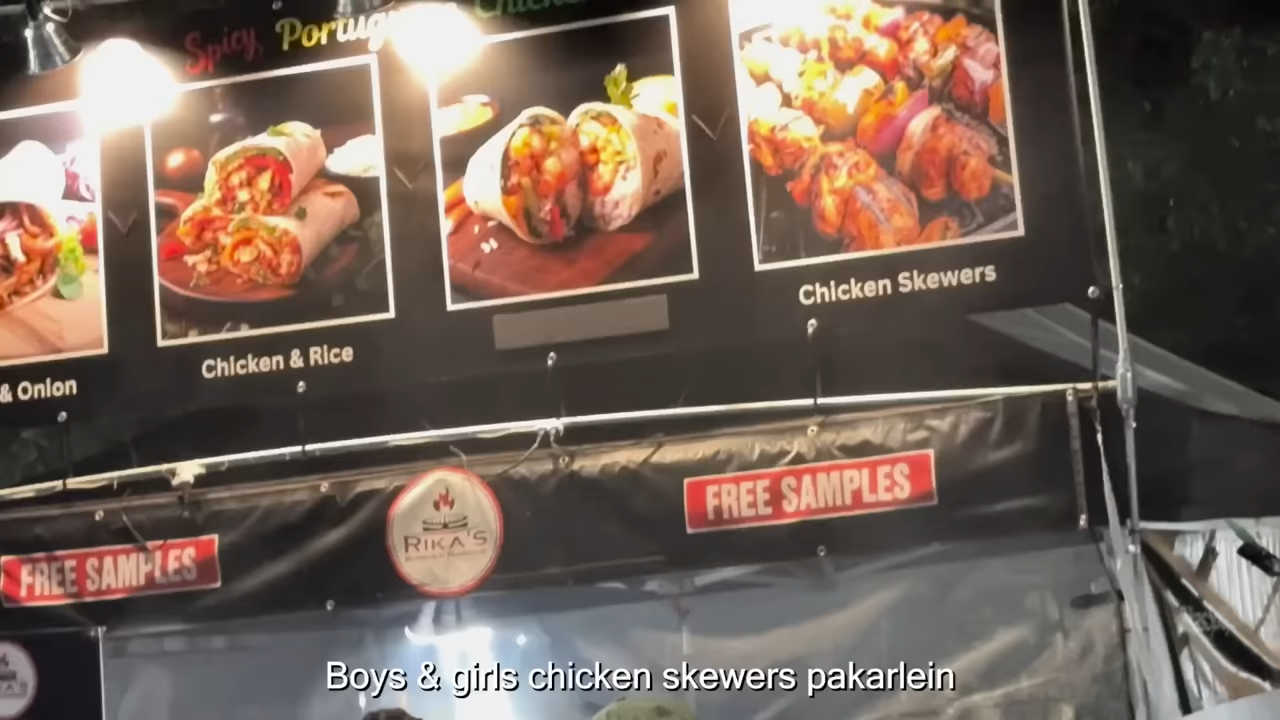 Spicy, Portug
Chicken Skewers
Chicken & Rice
& Onion
FREE SAMPLES
RIKA'S
FREE SAMPLES
Boys & girls chicken skewers pakarlein